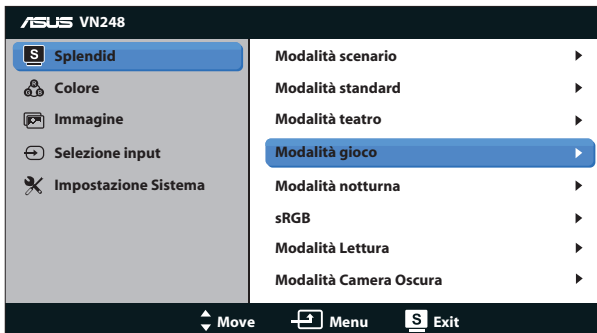 ASUS VN248
S Splendid
Colore
Immagine
Selezione input
Impostazione Sistema
Modalità scenario
Modalità standard
Modalità teatro
Modalità gioco
Modalità notturna
sRGB
Modalità Lettura
Modalità Camera Oscura
Move Menu S Exit